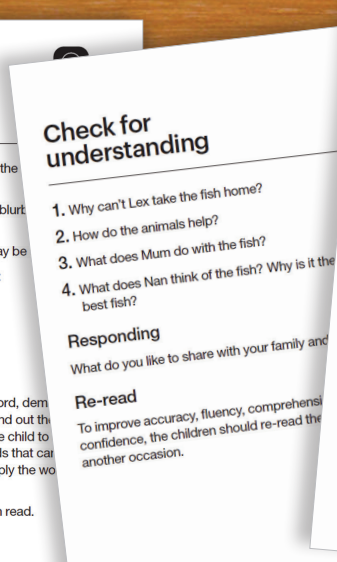 the
blurb
ay be
ord, dem
nd out th
e child to
ls that can
ply the wo
read.
Check for
understanding
1. Why can't Lex take the fish home?
2. How do the animals help?
3. What does Mum do with the fish?
4. What does Nan think of the fish? Why is it the
best fish?
Responding
What do you like to share with your family and
Re-read
To improve accuracy, fluency, comprehensi
confidence, the children should re-read the
another occasion.